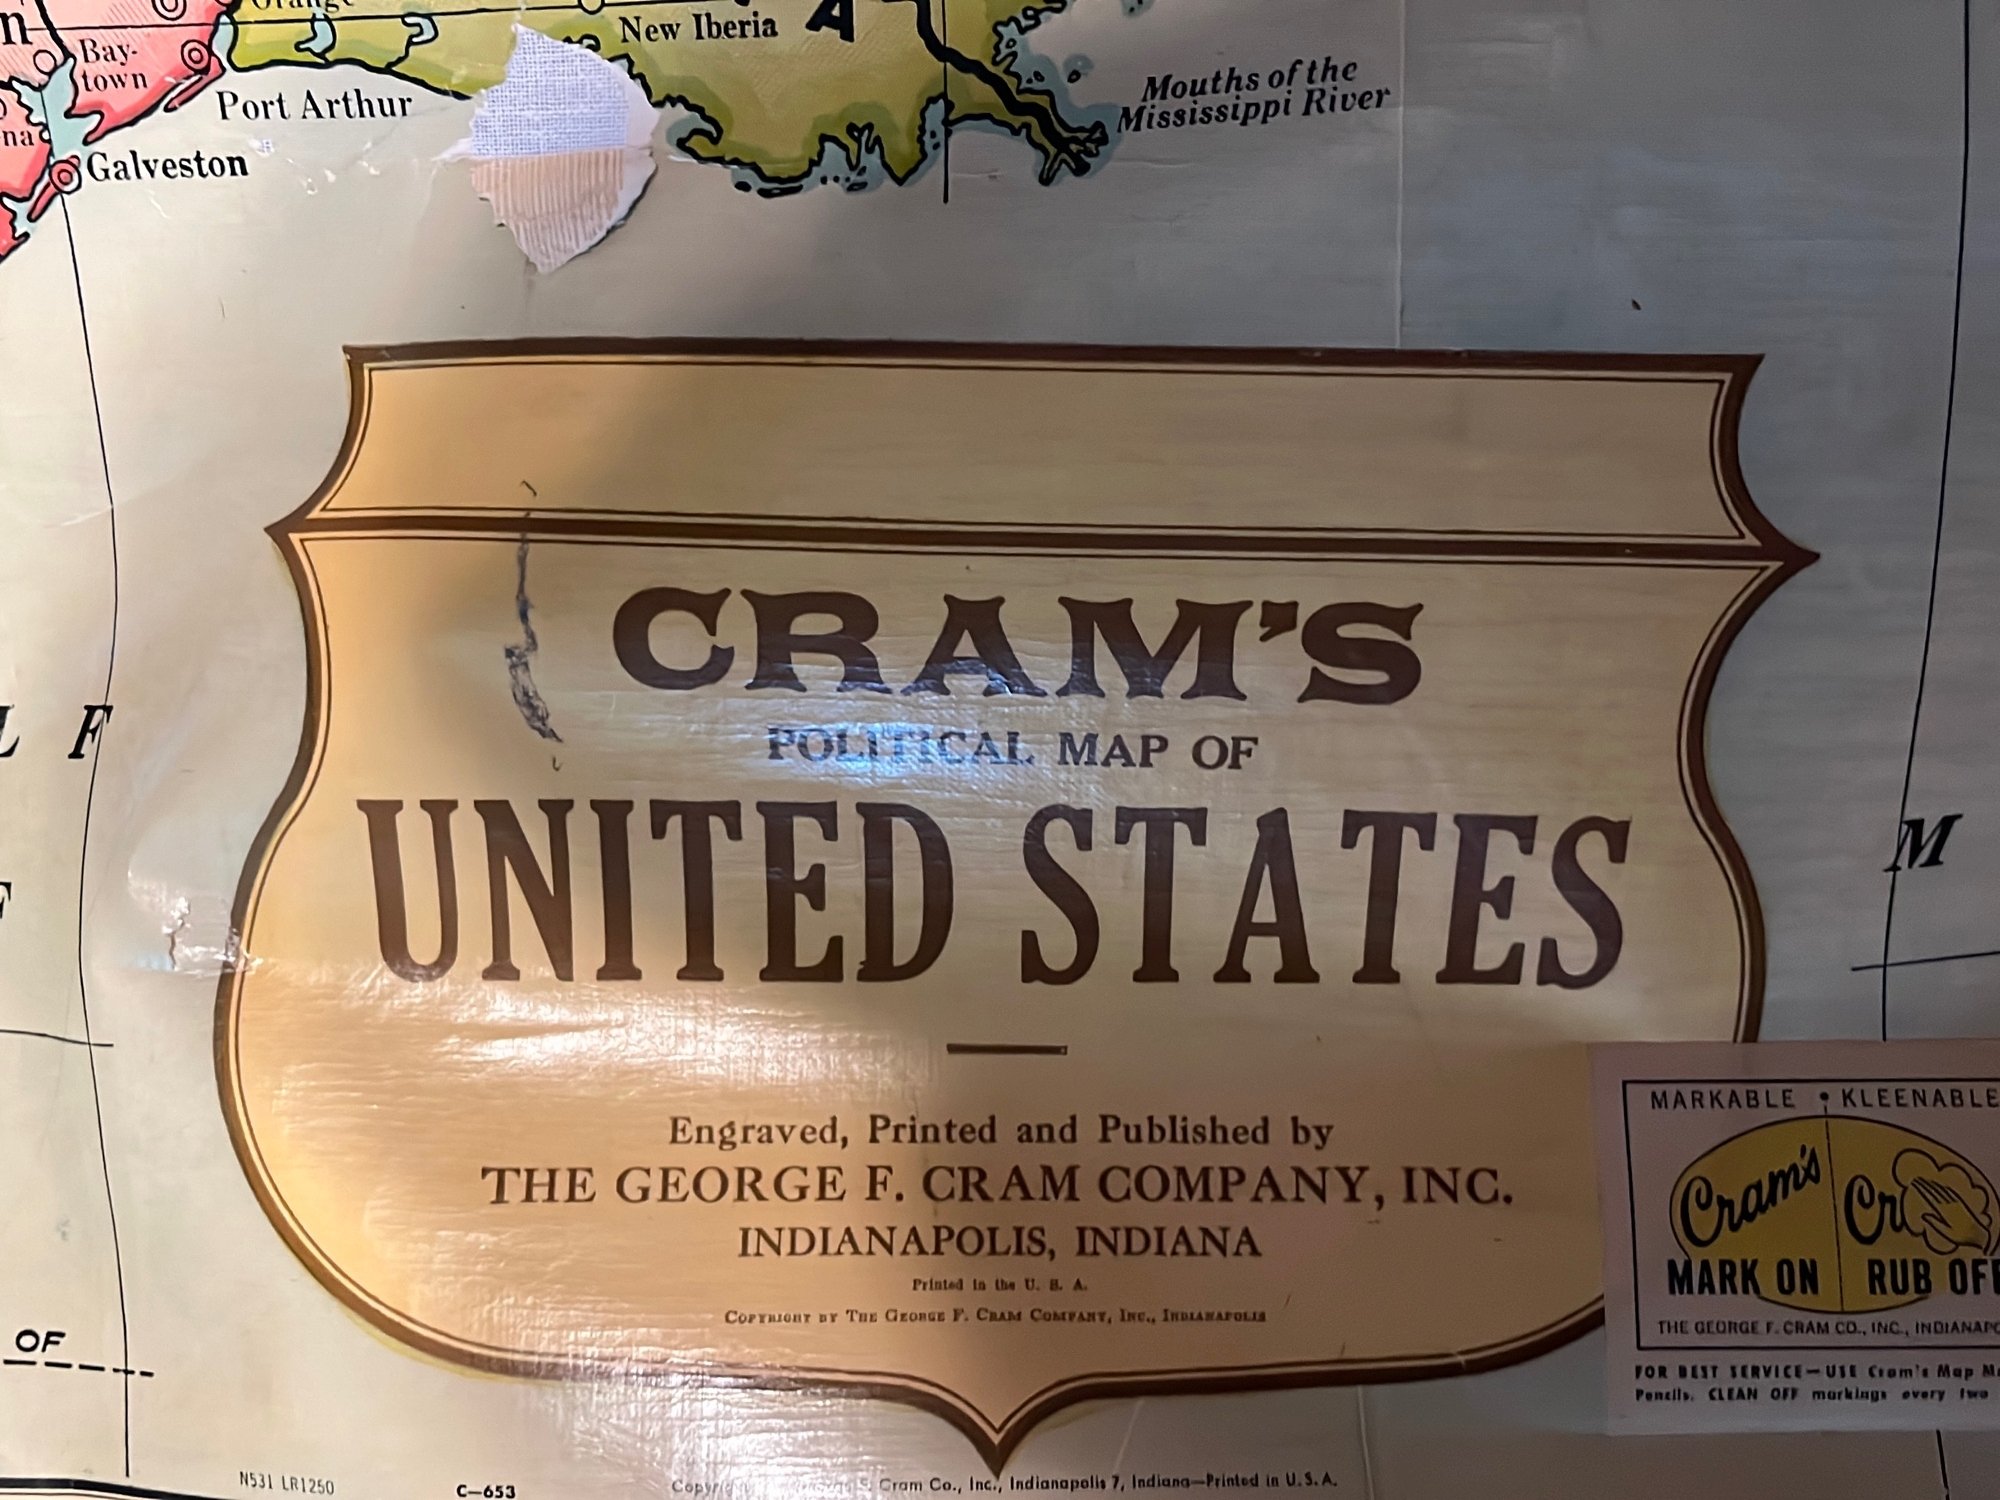 Orange
New Iberia
A
Bay-
town
Port Arthur
Galveston
Mouths of the
Mississippi River
CRAM'S
POLITICAL MAP OF
UNITED STATES
L F
M
F
Engraved, Printed and Published by
THE GEORGE F. CRAM COMPANY, INC.
INDIANAPOLIS, INDIANA
Printed in the U. S. A.
COPYRIGHT BY THE GEORGE F. CRAM COMPANY, INC., INDIANAPOLIS
OF
MARKABLE • KLEENABLE
Cram's
MARK ON
Cr
RUB OFF
THE GEORGE F. CRAM CO., INC., INDIANAPO
FOR BEST SERVICE—USE Cram's Map Ma
Pencils. CLEAN OFF markings every two
N531 LR1250
C—653
Cram Co., Inc., Indianapolis 7, Indiana—Printed in U.S.A.